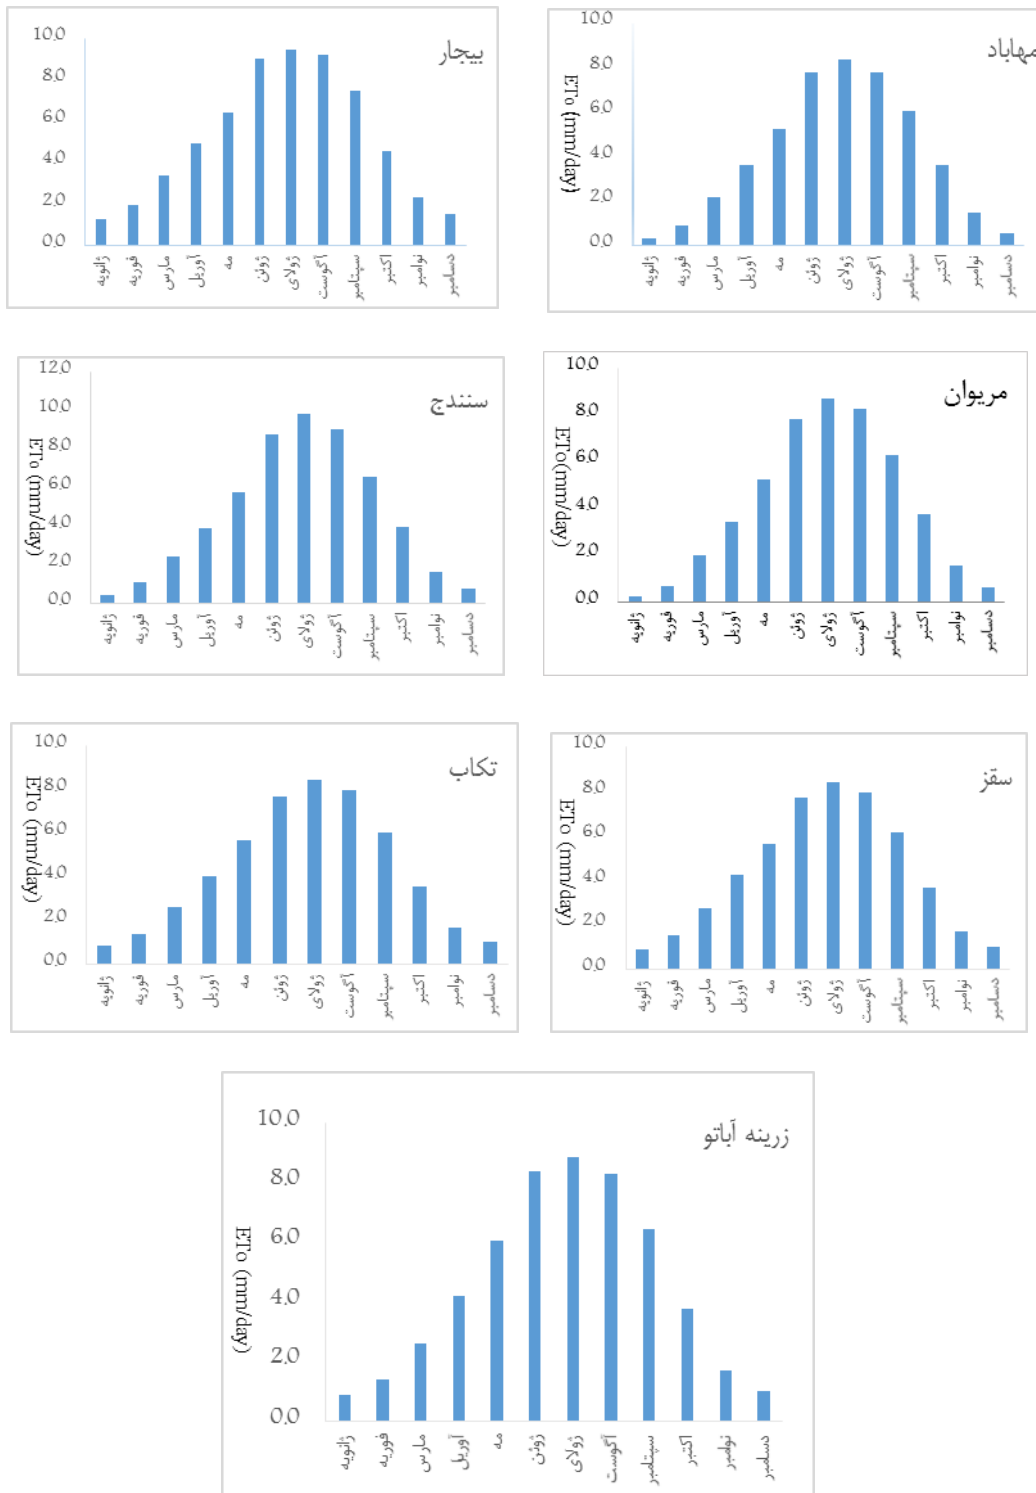 بیجار
10.0
8.0
6.0
4.0
2.0
0.0
ژانویه
فوریه
مارس
آوریل
مه
ژوئن
ژولای
آگوست
سپتامبر
اکتبر
نوامبر
دسامبر
مهاباد
ETo (mm/day)
10.0
8.0
6.0
4.0
2.0
0.0
ژانویه
فوریه
مارس
آوریل
مه
ژوئن
ژولای
آگوست
سپتامبر
اکتبر
نوامبر
دسامبر
سنندج
ETo (mm/day)
12.0
10.0
8.0
6.0
4.0
2.0
0.0
ژانویه
فوریه
مارس
آوریل
مه
ژوئن
ژولای
آگوست
سپتامبر
اکتبر
نوامبر
دسامبر
مریوان
ETo(mm/day)
10.0
8.0
6.0
4.0
2.0
0.0
ژانویه
فوریه
مارس
آوریل
مه
ژوئن
ژولای
آگوست
سپتامبر
اکتبر
نوامبر
دسامبر
تکاب
ETo (mm/day)
10.0
8.0
6.0
4.0
2.0
0.0
ژانویه
فوریه
مارس
آوریل
مه
ژوئن
ژولای
آگوست
سپتامبر
اکتبر
نوامبر
دسامبر
سقز
ETo (mm/day)
10.0
8.0
6.0
4.0
2.0
0.0
ژانویه
فوریه
مارس
آوریل
مه
ژوئن
ژولای
آگوست
سپتامبر
اکتبر
نوامبر
دسامبر
زرینه آباتو
ETo (mm/day)
10.0
8.0
6.0
4.0
2.0
0.0
ژانویه
فوریه
مارس
آوریل
مه
ژوئن
ژولای
آگوست
سپتامبر
اکتبر
نوامبر
دسامبر